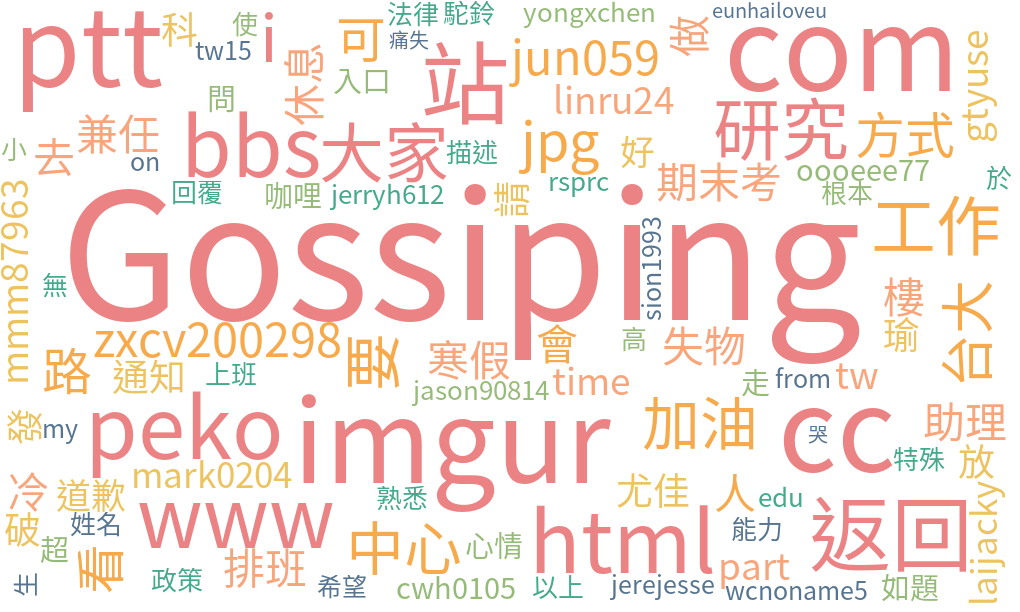 ptt
科
使
tw15
i
休息
可
法律
駝鈴
痛失
入口
站
yongxchen
jun059
做
eunhailoveu
com
gtyuse
問
小
去
兼任
on
bbs
大家
描述
jpg
linru24
好
研究
方式
回覆
咖哩
jerryh612
請
rsprc
期末考
oooeee77
根本
於
mmm87963
無
Gossiping
sion1993
工作
樓
瑜
台大
路
zxcv200298
要
寒假
會
高
失物
通知
上班
jason90814
time
走
from
tw
發
my
peko
imgur
加油
cc
哭
助理
特殊
冷
道歉
mark0204
熟悉
尤佳
人
edu
放
破
姓名
超
www
中心
心情
html
能力
返回
laijacky
看
排班
政策
生
希望
cwh0105
以上
jerejesse
part
wcnoname5
如題